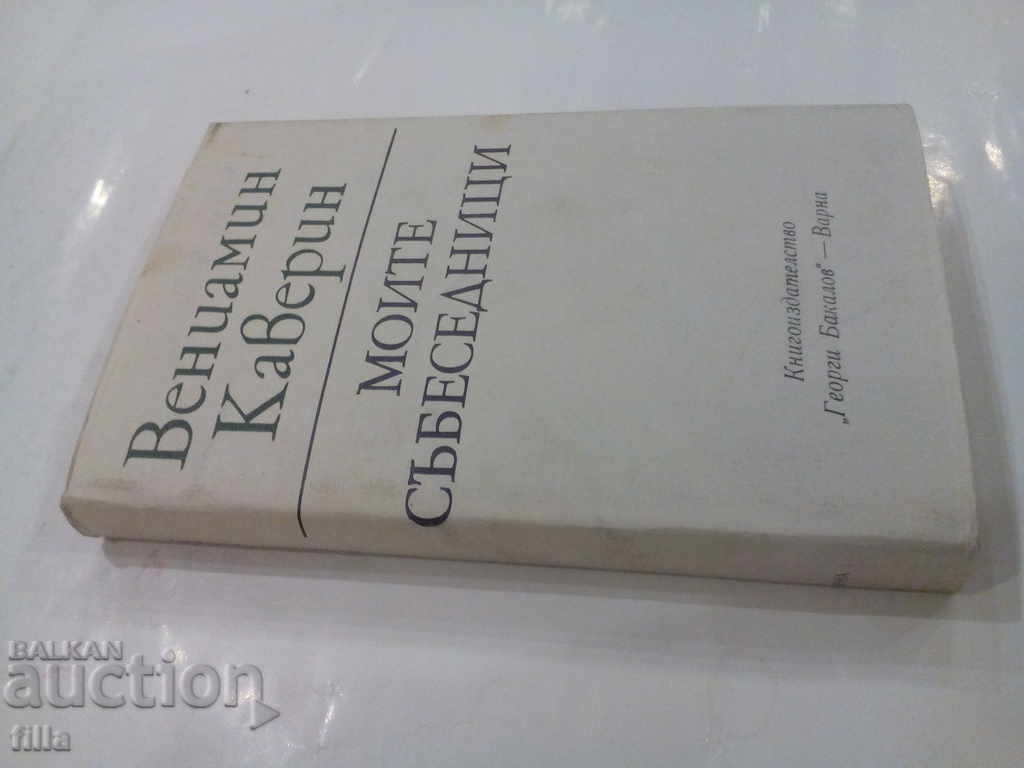 Вениамин
Каверин
МОИТЕ
СЪБЕСЕДНИЦИ
Книгоиздателство
„Георги Бакалов“ — Варна
BALKAN
auction
filla